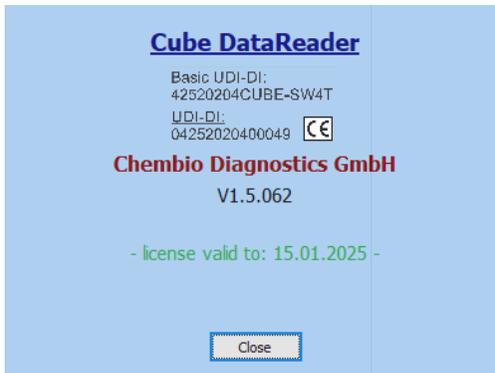 Cube DataReader
Basic UDI-DI:
42520204CUBE-SW4T
UDI-DI:
04252020400049 CE
Chembio Diagnostics GmbH
V1.5.062
- license valid to: 15.01.2025 -
Close